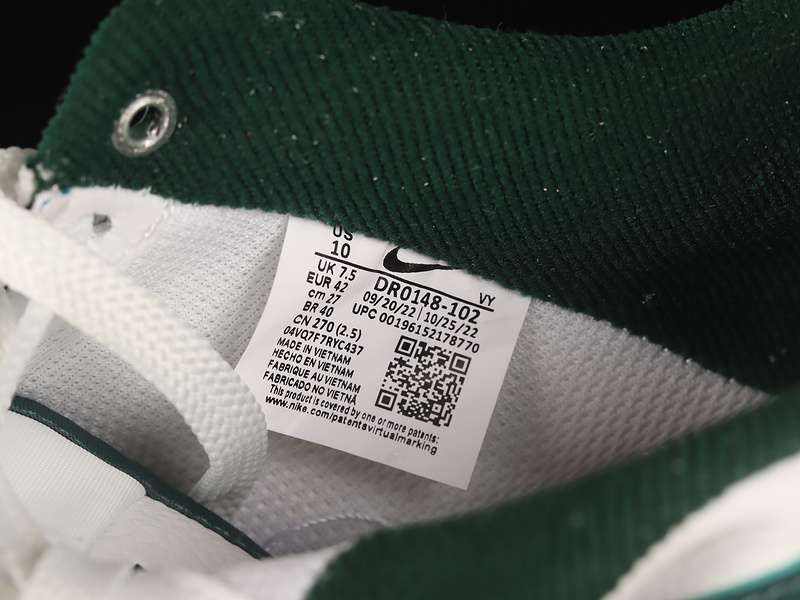 US
10
UK 7.5
EUR 42
cm 27
BR 40
CN 270 (2.5)
04VQ7F7RYC437
MADE IN VIETNAM
HECHO EN VIETNAM
FABRIQUE AU VIETNAM
FABRICADO NO VIETNÃ
VY
DR0148-102
09/20/22 | 10/25/22
UPC 00196152178770
This product is covered by one or more patents:
www.nike.com/patentsvirtualmarking